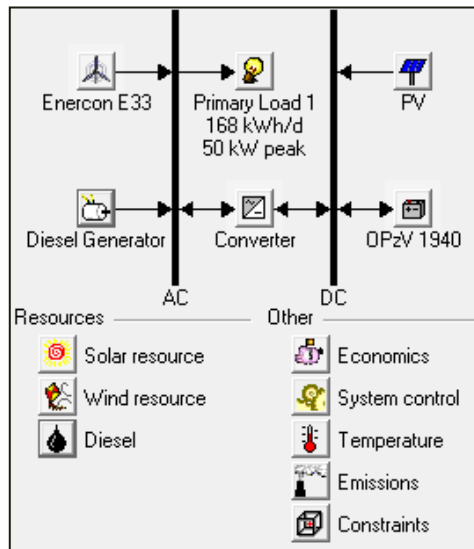 Enercon E33
Primary Load 1
168 kWh/d
50 kW peak
PV
Diesel Generator
Converter
OPzV 1940
AC
DC
Resources
Other
Solar resource
Economics
Wind resource
System control
Diesel
Temperature
Emissions
Constraints